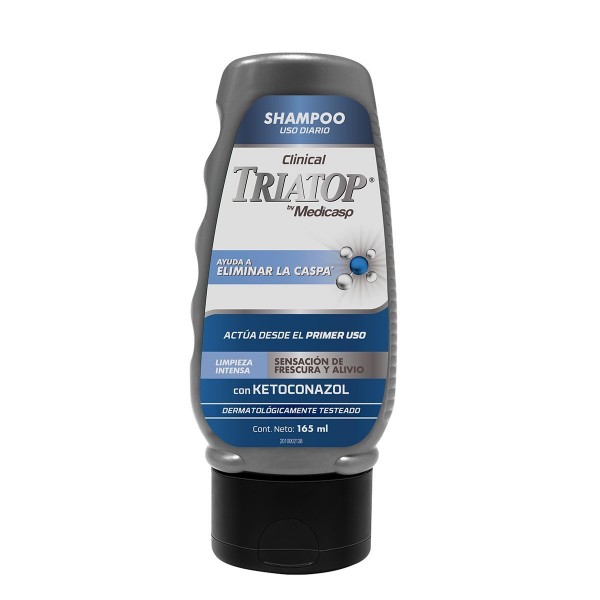 SHAMPOO
USO DIARIO
Clinical
TRIATOP®
by Medicasp
AYUDA A
ELIMINAR LA CASPA*
ACTÚA DESDE EL PRIMER USO
LIMPIEZA INTENSA
SENSACIÓN DE FRESCURA Y ALIVIO
con KETOCONAZOL
DERMATOLÓGICAMENTE TESTEADO
Cont. Neto: 165 ml